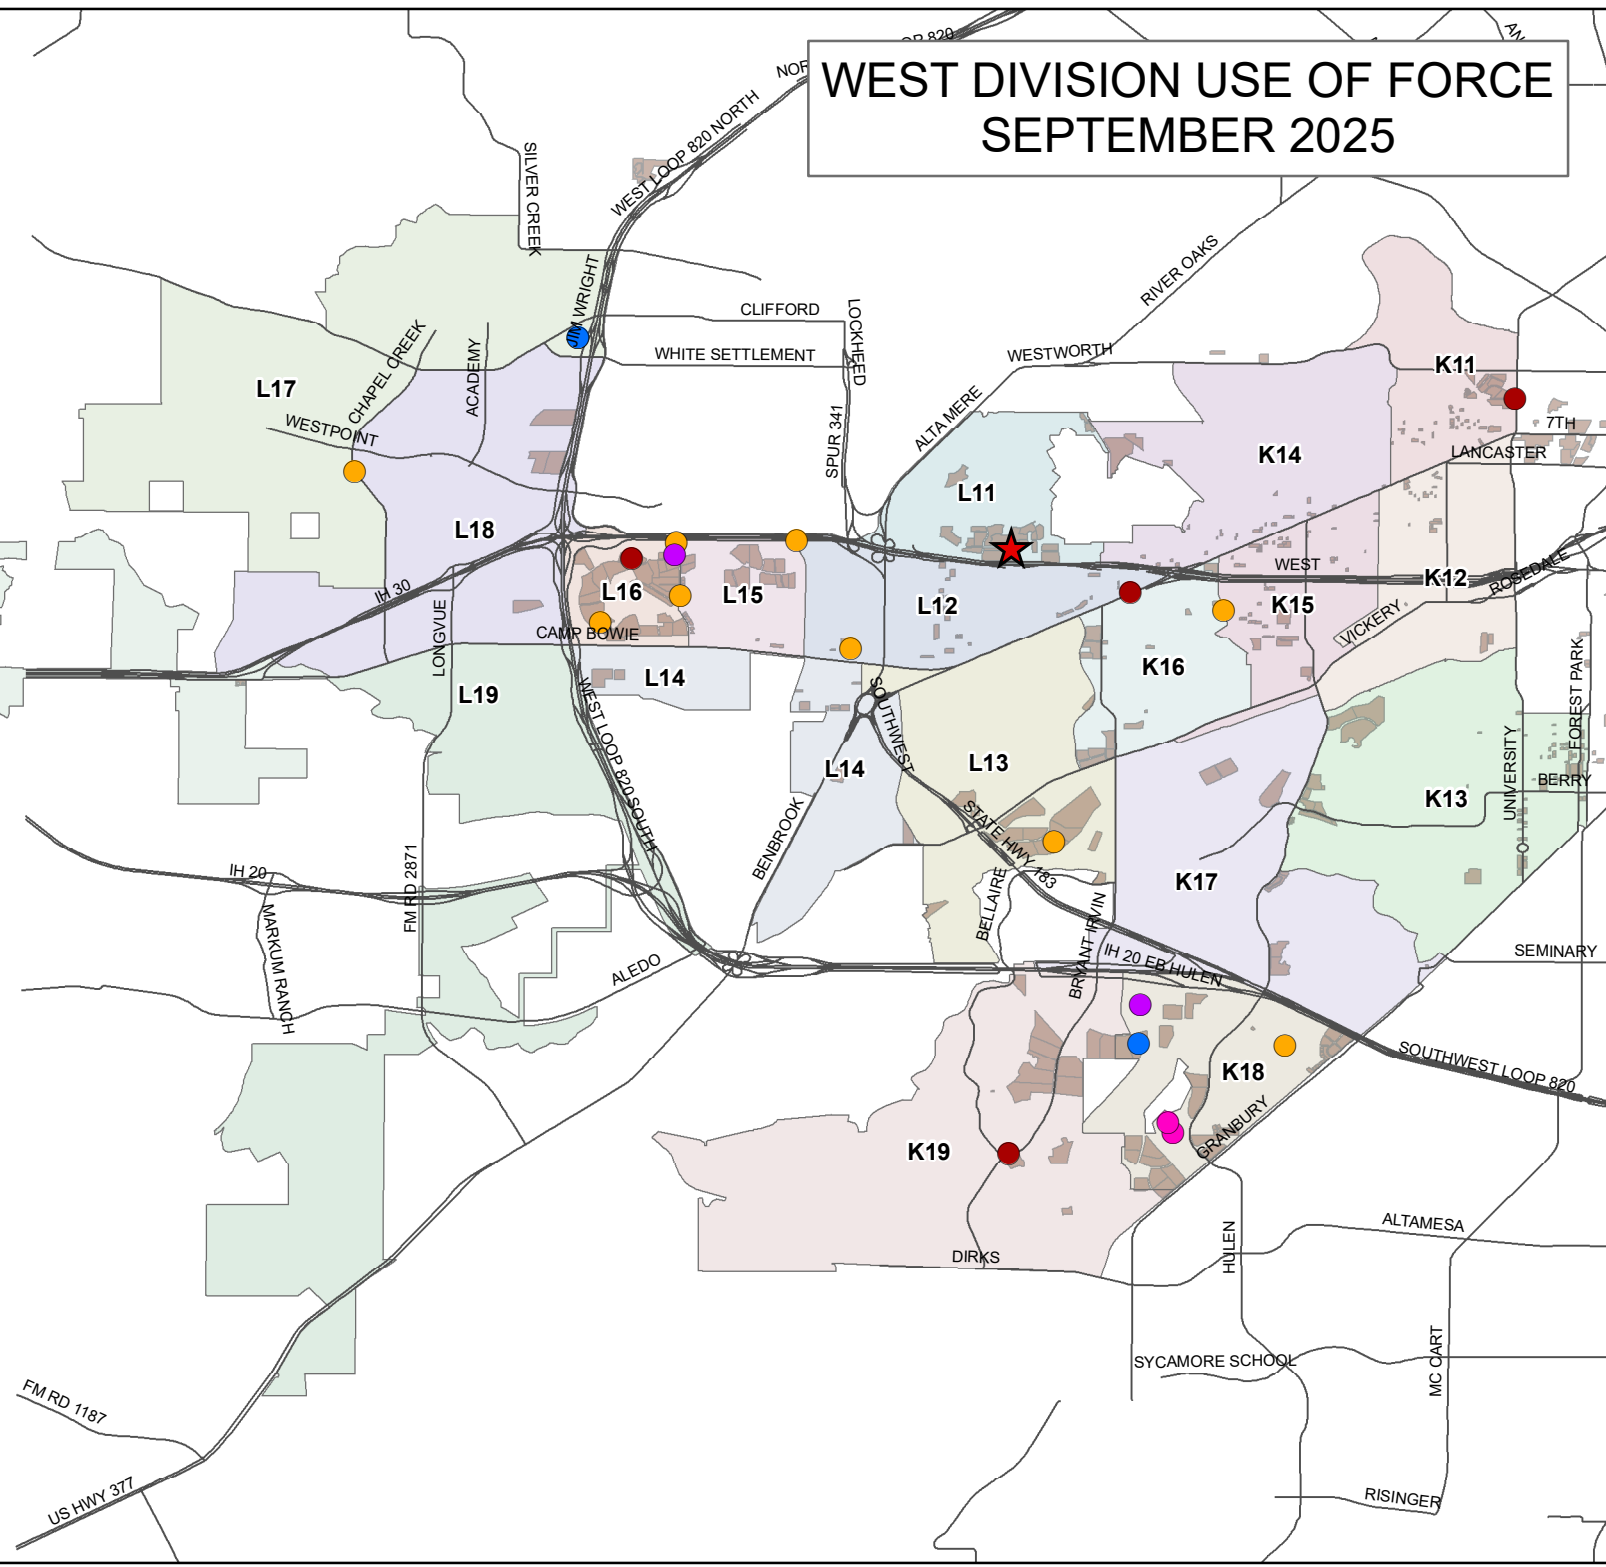 WEST DIVISION USE OF FORCE
SEPTEMBER 2025
WEST LOOP 820 NORTH
SILVER CREEK
JIM WRIGHT
CLIFFORD
LOCKHEED
WHITE SETTLEMENT
RIVER OAKS
WESTWORTH
ALTA MERE
SPUR 341
CHAPEL CREEK
ACADEMY
WESTPOINT
L17
K11
7TH
LANCASTER
K14
L11
L18
IH 30
LONGVUE
L16
L15
L12
CAMP BOWIE
WEST
K15
K12
ROSEDALE
VICKERY
K16
L14
L19
WEST LOOP 820 SOUTH
SOUTHWEST
L14
L13
BENBROOK
STATE HWY 183
K13
UNIVERSITY
FOREST PARK
BERRY
K17
IH 20
FM RD 2871
MARKUM RANCH
ALEDO
BELLAIRE
BRYANT IRVIN
IH 20 EB HULEN
SEMINARY
SOUTHWEST LOOP 820
K18
GRANBURY
K19
DIRKS
HULEN
ALTAMESA
SYCAMORE SCHOOL
MC CART
RISINGER
FM RD 1187
US HWY 377